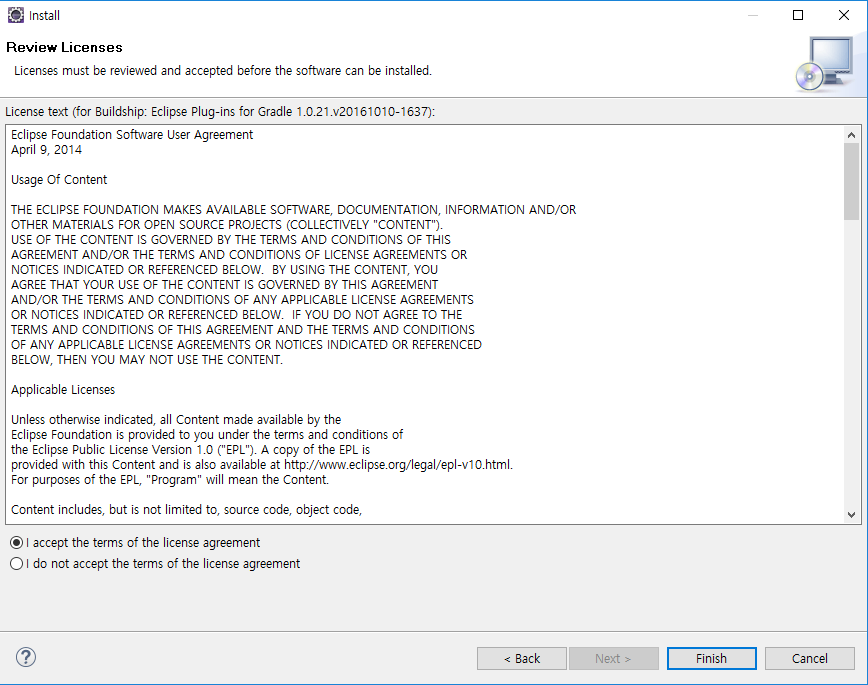 Install
Review Licenses
Licenses must be reviewed and accepted before the software can be installed.
License text (for Buildship: Eclipse Plug-ins for Gradle 1.0.21.v20161010-1637):
Eclipse Foundation Software User Agreement
April 9, 2014
Usage Of Content
THE ECLIPSE FOUNDATION MAKES AVAILABLE SOFTWARE, DOCUMENTATION, INFORMATION AND/OR
OTHER MATERIALS FOR OPEN SOURCE PROJECTS (COLLECTIVELY "CONTENT").
USE OF THE CONTENT IS GOVERNED BY THE TERMS AND CONDITIONS OF THIS
AGREEMENT AND/OR THE TERMS AND CONDITIONS OF LICENSE AGREEMENTS OR
NOTICES INDICATED OR REFERENCED BELOW.  BY USING THE CONTENT, YOU
AGREE THAT YOUR USE OF THE CONTENT IS GOVERNED BY THIS AGREEMENT
AND/OR THE TERMS AND CONDITIONS OF ANY APPLICABLE LICENSE AGREEMENTS
OR NOTICES INDICATED OR REFERENCED BELOW.  IF YOU DO NOT AGREE TO THE
TERMS AND CONDITIONS OF THIS AGREEMENT AND THE TERMS AND CONDITIONS
OF ANY APPLICABLE LICENSE AGREEMENTS OR NOTICES INDICATED OR REFERENCED
BELOW, THEN YOU MAY NOT USE THE CONTENT.
Applicable Licenses
Unless otherwise indicated, all Content made available by the
Eclipse Foundation is provided to you under the terms and conditions of
the Eclipse Public License Version 1.0 ("EPL"). A copy of the EPL is
provided with this Content and is also available at http://www.eclipse.org/legal/epl-v10.html.
For purposes of the EPL, "Program" will mean the Content.
Content includes, but is not limited to, source code, object code,
I accept the terms of the license agreement
I do not accept the terms of the license agreement
?
< Back
Next >
Finish
Cancel